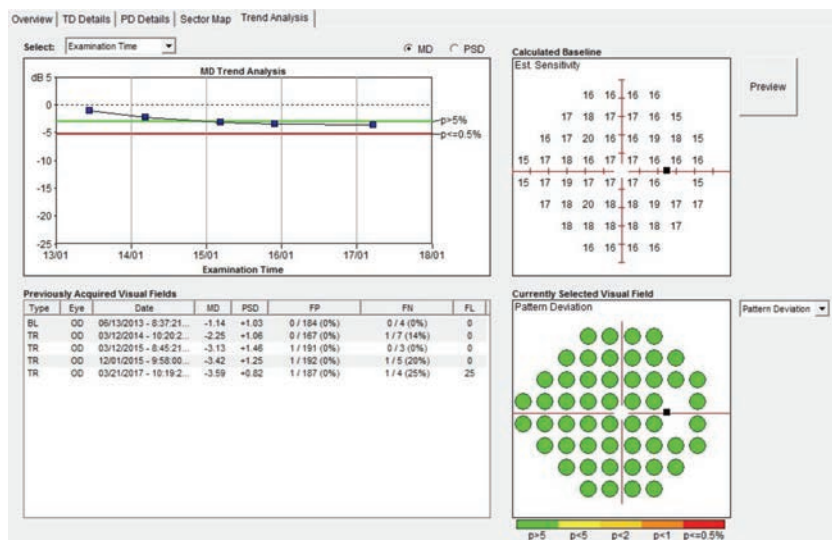 Overview TD Details PD Details Sector Map Trend Analysis
Select: Examination Time MD PSD
MD Trend Analysis
dB 5
0
-5
-10
-15
-20
-25
p>5%
p<=0.5%
13/01 14/01 15/01 16/01 17/01 18/01
Examination Time
Calculated Baseline
Est. Sensitivity
16 16 16 16
17 18 17 17 16 15
16 17 20 16 16 19 18 15
15 17 18 16 17 17 16 16 16
15 17 19 17 17 17 16 15
17 18 20 18 18 19 17 17
18 18 18 18 18 17
16 16 16 16
Preview
Previously Acquired Visual Fields
Type Eye Date MD PSD FP FN FL
BL OD 06/13/2013 - 8:37:21... -1.14 +1.03 0 / 184 (0%) 0 / 4 (0%) 0
TR OD 03/12/2014 - 10:20:2... -2.25 +1.06 0 / 167 (0%) 1 / 7 (14%) 0
TR OD 03/12/2015 - 8:45:21... -3.13 +1.46 1 / 191 (0%) 0 / 3 (0%) 0
TR OD 12/01/2015 - 9:58:00... -3.42 +1.25 1 / 192 (0%) 1 / 5 (20%) 0
TR OD 03/21/2017 - 10:19:2... -3.59 +0.82 1 / 187 (0%) 1 / 4 (25%) 25
Currently Selected Visual Field
Pattern Deviation
Pattern Deviation
p>5 p<5 p<2 p<1 p<=0.5%